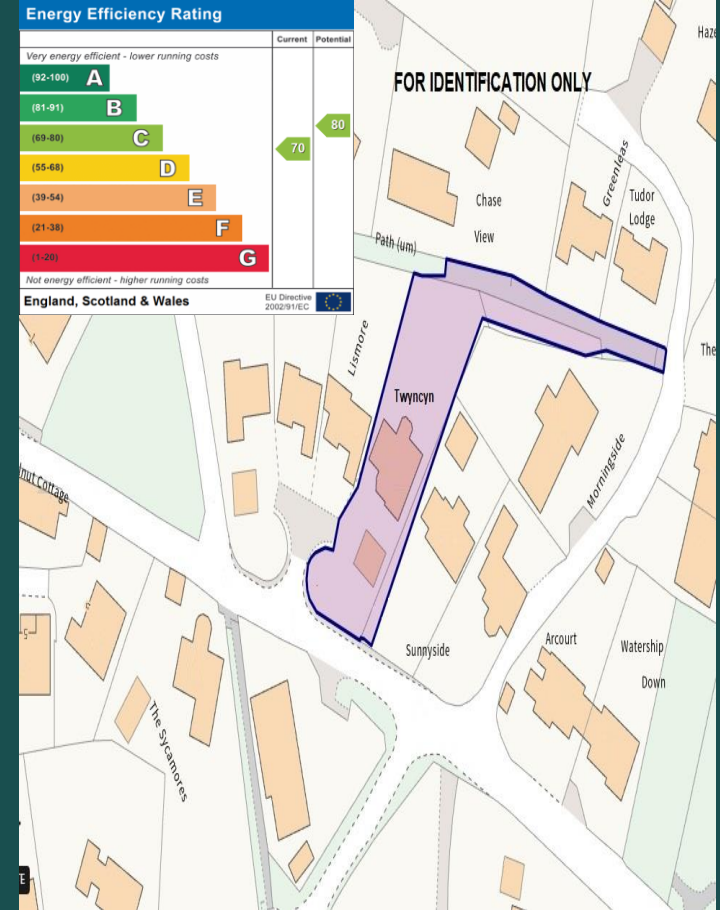 Energy Efficiency Rating
Current Potential
Very energy efficient - lower running costs
(92-100) A
(81-91) B
(69-80) C
(55-68) D
(39-54) E
(21-38) F
(1-20) G
70
80
Not energy efficient - higher running costs
England, Scotland & Wales
EU Directive
2002/91/EC
FOR IDENTIFICATION ONLY
Haze
Greenleas
Tudor
Lodge
Chase
View
Path (um)
The
Lismore
Twyncyn
Morningside
nut Cottage
Sunnyside
Arcourt
Watership
Down
The Sycamores